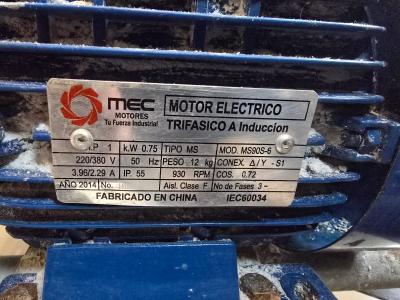 MEC
MOTORES
Tu Fuerza Industrial
MOTOR ELECTRICO
TRIFASICO A Induccion
.P 1 k.W 0.75 TIPO MS MOD. MS90S-6
220/380 V 50 Hz PESO 12 kg CONEX. Δ/Y -S1
3.96/2.29 A IP. 55 930 RPM COS. 0.72
AÑO 2014 No. Aisl. Clase F No de Fases 3~
FABRICADO EN CHINA IEC60034